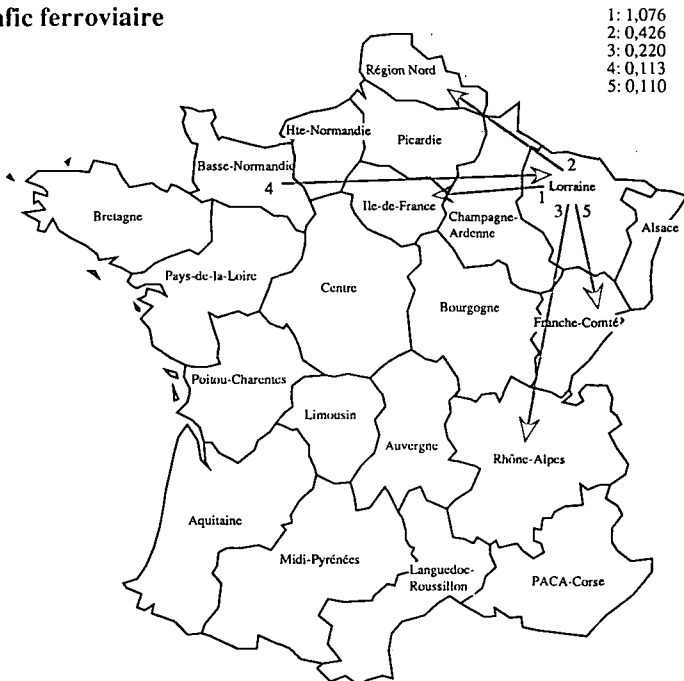 afic ferroviaire
1: 1,076
2: 0,426
3: 0,220
4: 0,113
5: 0,110
Région Nord
Hte-Normandie
Picardie
Basse-Normandie
4
2
Lorraine
1
3 5
Ile-de-France
Champagne-
Ardenne
Alsace
Bretagne
Pays-de-la-Loire
Centre
Bourgogne
Franche-Comté
Poitou-Charentes
Limousin
Auvergne
Rhône-Alpes
Aquitaine
Midi-Pyrénées
Languedoc-
Roussillon
PACA-Corse